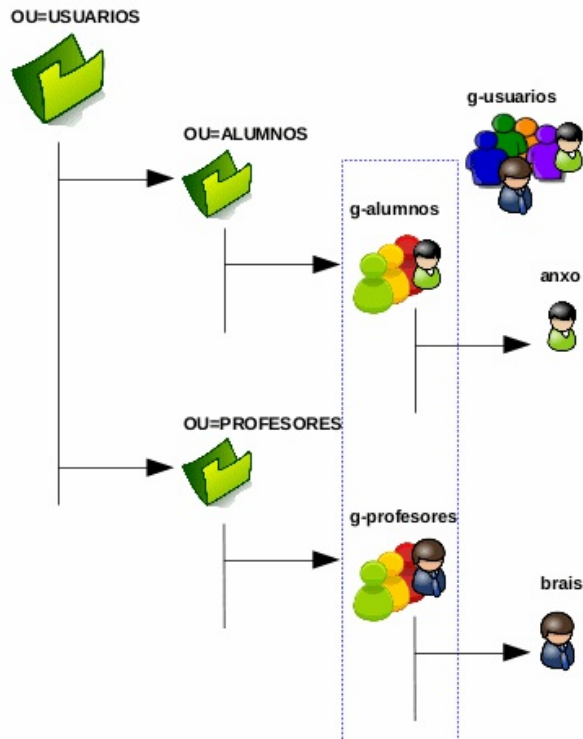 OU=USUARIOS
g-usuarios
OU=ALUMNOS
g-alumnos
anxo
OU=PROFESORES
g-profesores
brais